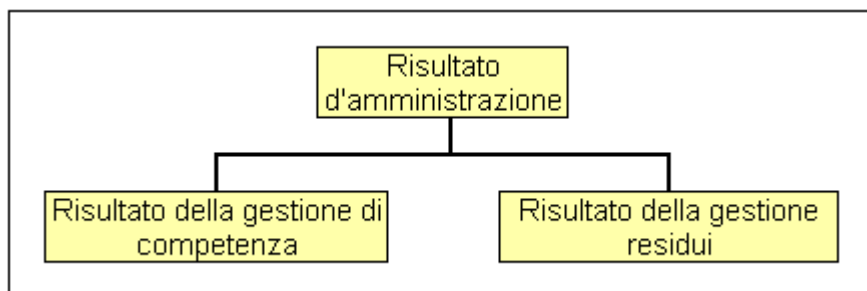 Risultato
d'amministrazione
Risultato della gestione di
competenza
Risultato della gestione
residui